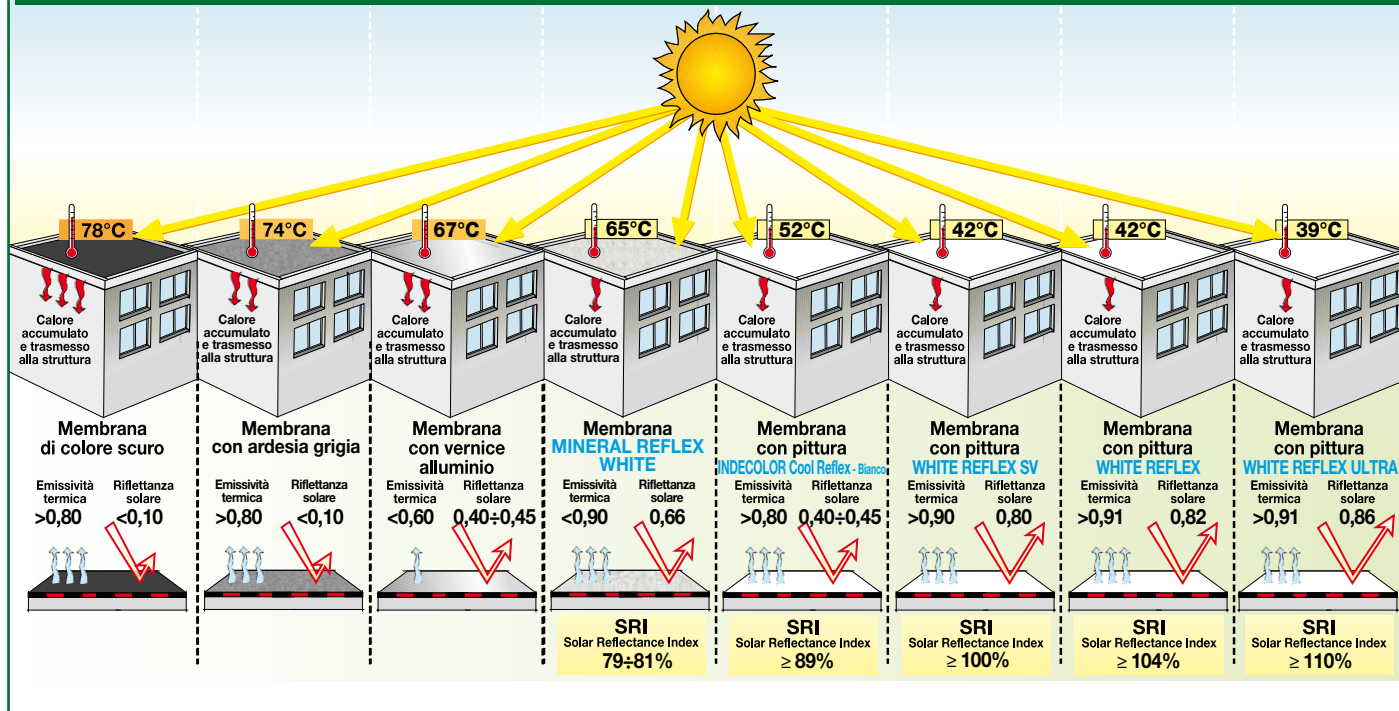 78°C
74°C
67°C
65°C
52°C
42°C
42°C
39°C
Calore
accumulato
e trasmesso
alla struttura
Calore
accumulato
e trasmesso
alla struttura
Calore
accumulato
e trasmesso
alla struttura
Calore
accumulato
e trasmesso
alla struttura
Calore
accumulato
e trasmesso
alla struttura
Calore
accumulato
e trasmesso
alla struttura
Calore
accumulato
e trasmesso
alla struttura
Calore
accumulato
e trasmesso
alla struttura
Membrana
di colore scuro
Emissività termica
Riflettanza solare
>0,80 <0,10
Membrana
con ardesia grigia
Emissività termica
Riflettanza solare
>0,80 <0,10
Membrana
con vernice
alluminio
Emissività termica
Riflettanza solare
<0,60 0,40÷0,45
Membrana
MINERAL REFLEX
WHITE
Emissività termica
Riflettanza solare
<0,90 0,66
SRI
Solar Reflectance Index
79÷81%
Membrana
con pittura
INDECOLOR Cool Reflex - Bianco
Emissività termica
Riflettanza solare
>0,80 0,40÷0,45
SRI
Solar Reflectance Index
≥ 89%
Membrana
con pittura
WHITE REFLEX SV
Emissività termica
Riflettanza solare
>0,90 0,80
SRI
Solar Reflectance Index
≥ 100%
Membrana
con pittura
WHITE REFLEX
Emissività termica
Riflettanza solare
>0,91 0,82
SRI
Solar Reflectance Index
≥ 104%
Membrana
con pittura
WHITE REFLEX ULTRA
Emissività termica
Riflettanza solare
>0,91 0,86
SRI
Solar Reflectance Index
≥ 110%